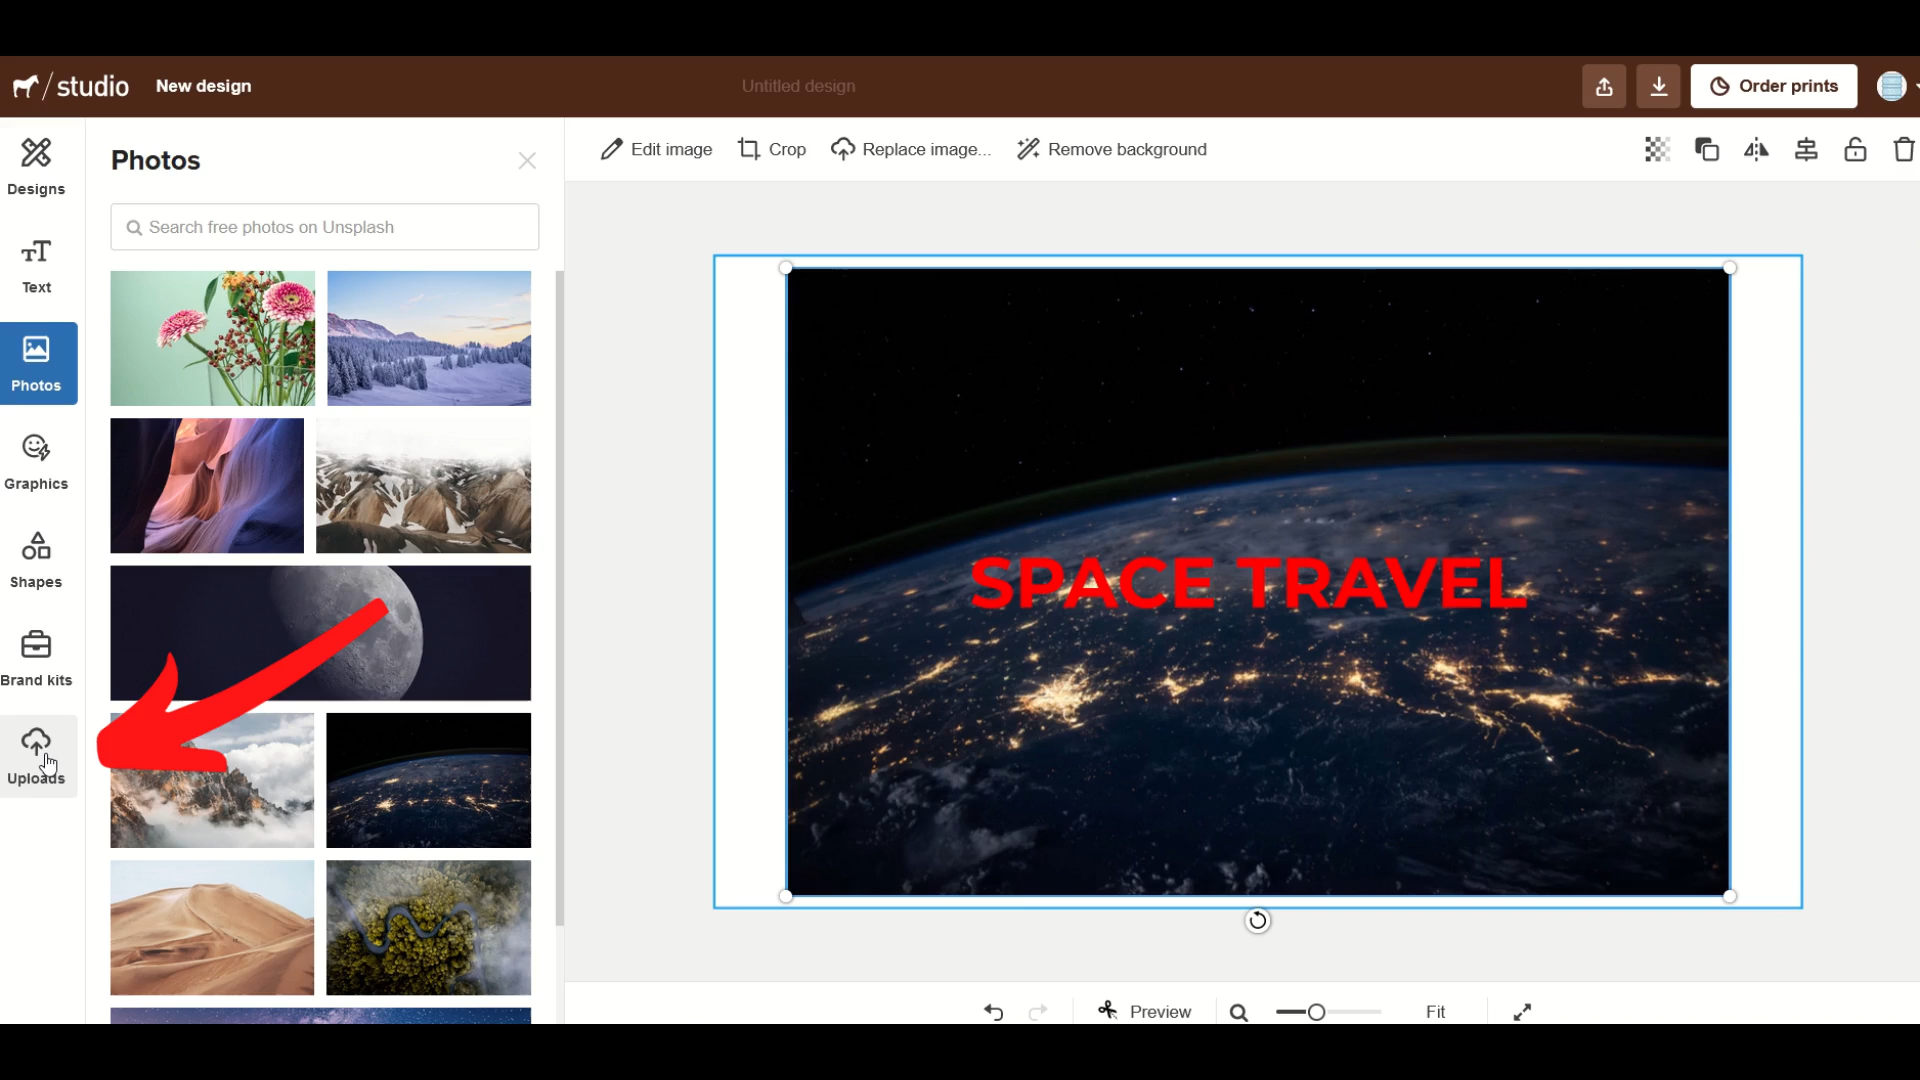 /studio New design Untitled design Order prints
Designs
Text
Photos
Graphics
Shapes
Brand kits
Uploads
Photos
Search free photos on Unsplash
Edit image Crop Replace image... Remove background
SPACE TRAVEL
Preview Fit